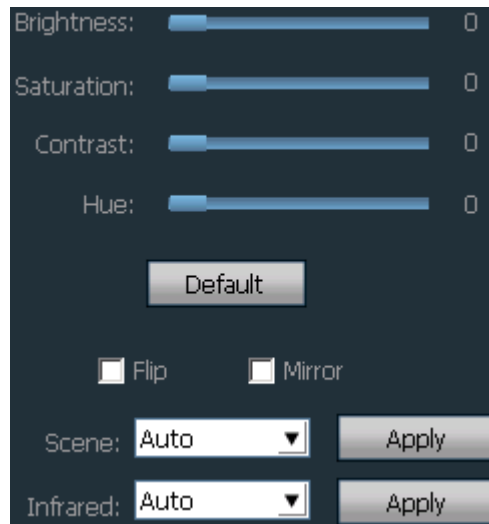 Brightness: 0
Saturation: 0
Contrast: 0
Hue: 0
Default
Flip Mirror
Scene: Auto Apply
Infrared: Auto Apply